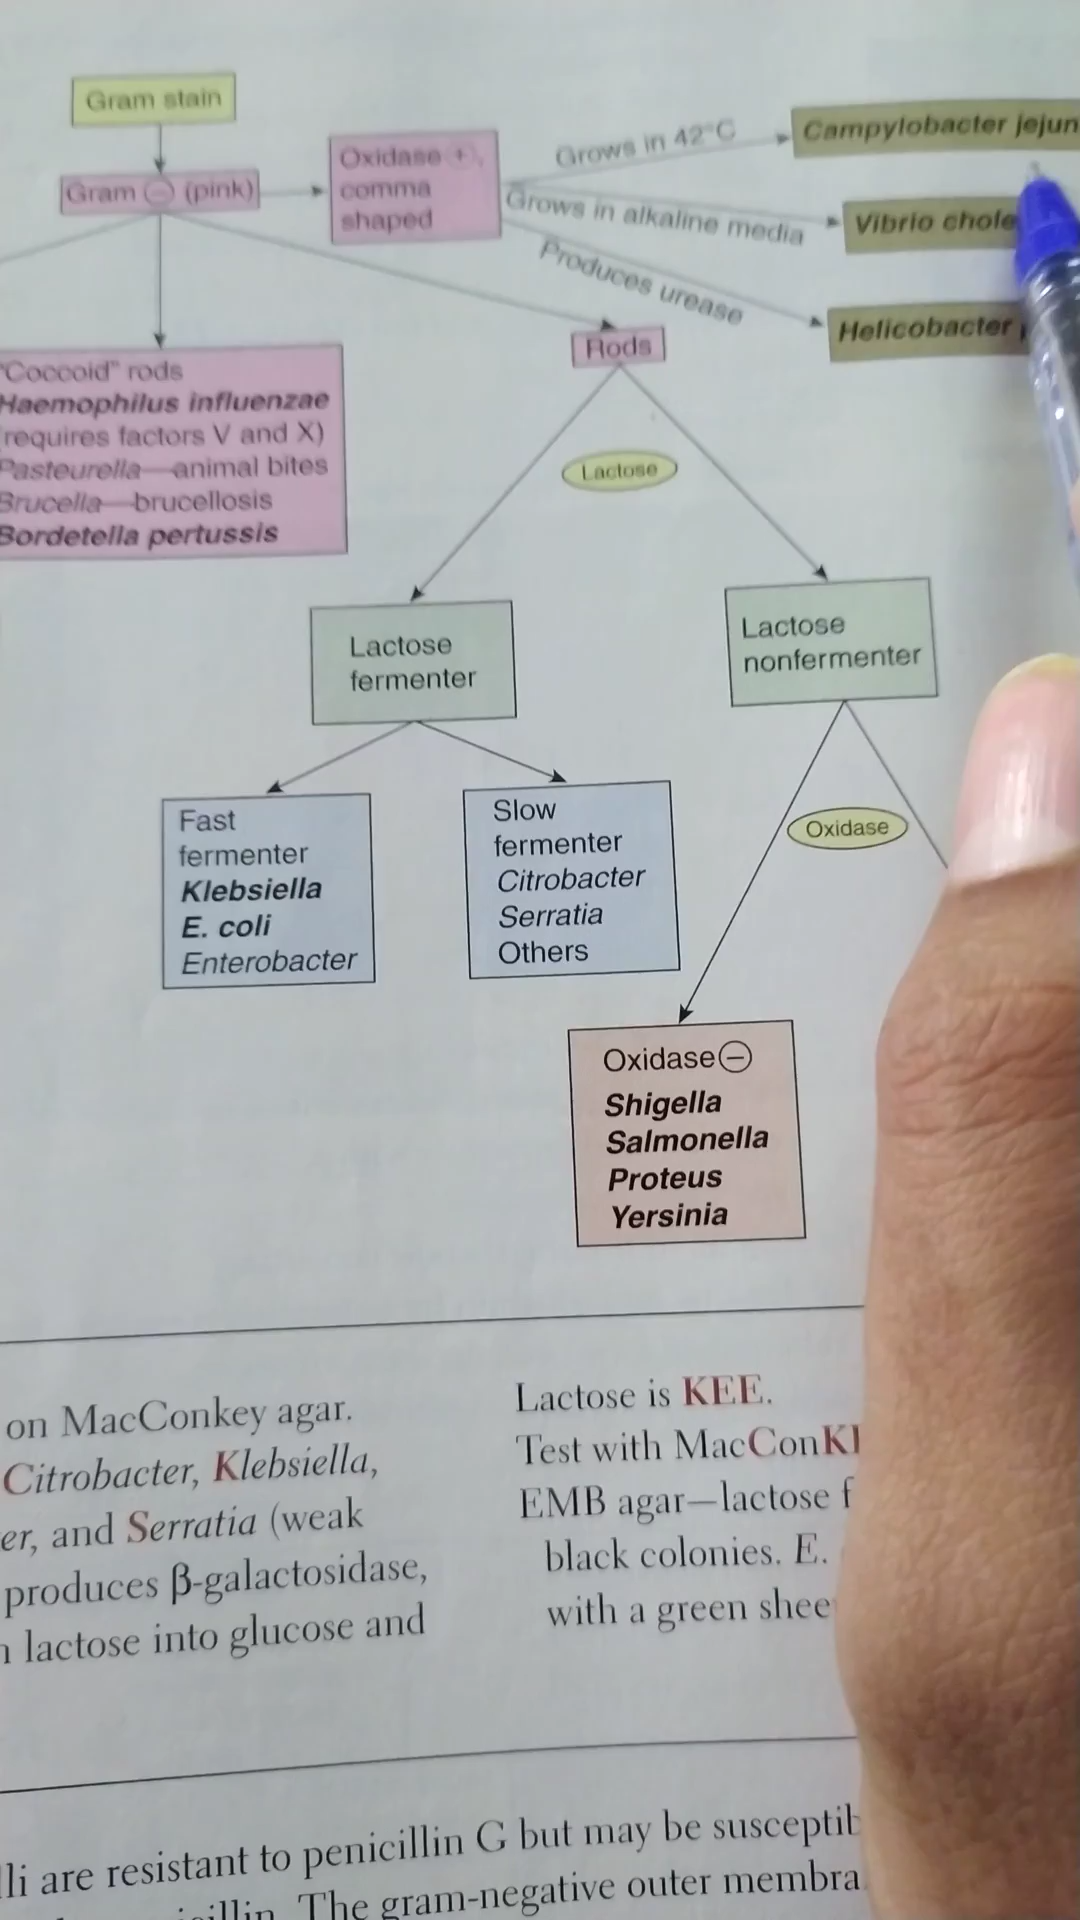 Gram stain
Gram ⊖ (pink)
Oxidase ⊕,
comma
shaped
Grows in 42°C
Campylobacter
Grows in alkaline media
Vibrio
Produces urease
Helicobacter
"Coccoid" rods
Haemophilus influenzae
(requires factors V and X)
Pasteurella—animal bites
Brucella—brucellosis
Bordetella pertussis
Rods
Lactose
Lactose
fermenter
Lactose
nonfermenter
Fast
fermenter
Klebsiella
E. coli
Enterobacter
Slow
fermenter
Citrobacter
Serratia
Others
Oxidase
Oxidase ⊖
Shigella
Salmonella
Proteus
Yersinia
on MacConkey agar.
Citrobacter, Klebsiella,
er, and Serratia (weak
produces β-galactosidase,
lactose into glucose and
Lactose is KEE.
Test with MacConK
EMB agar—lactose f
black colonies. E.
with a green shee
li are resistant to penicillin G but may be susceptib
illin. The gram-negative outer membra